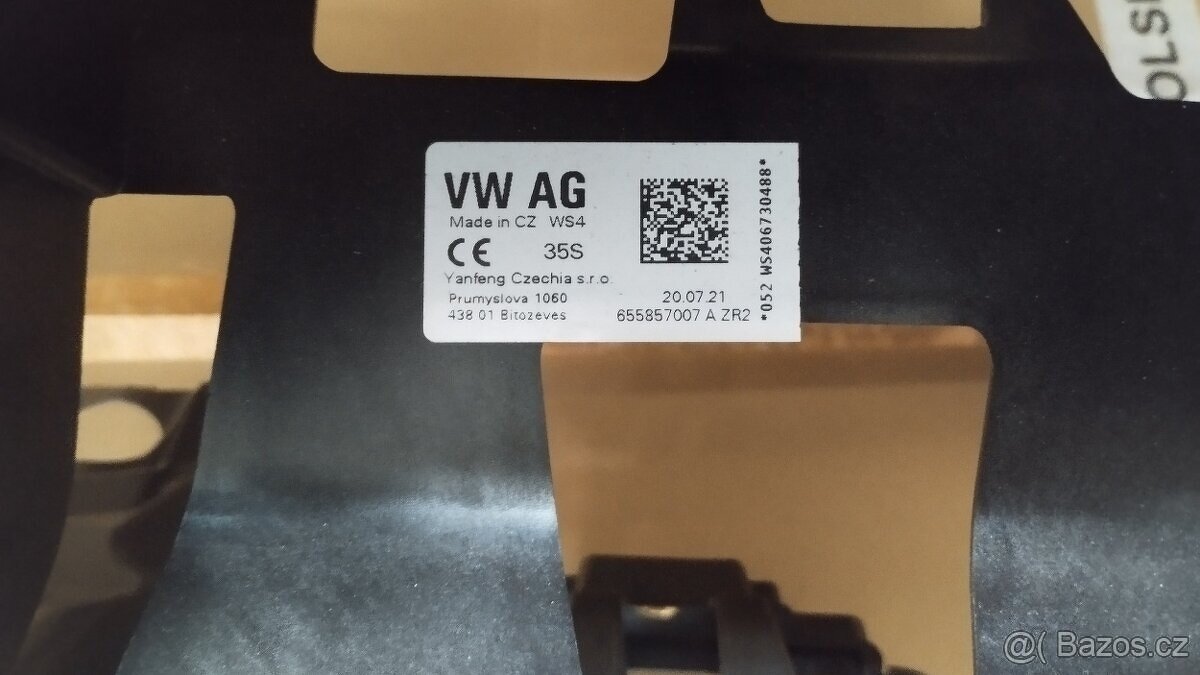 VW AG
Made in CZ WS4
CE 35S
Yanfeng Czechia s.r.o.
Prumyslova 1060
438 01 Bitozeves
20.07.21
655857007 A ZR2
*052 WS406730488*
OLS
@( Bazos.cz